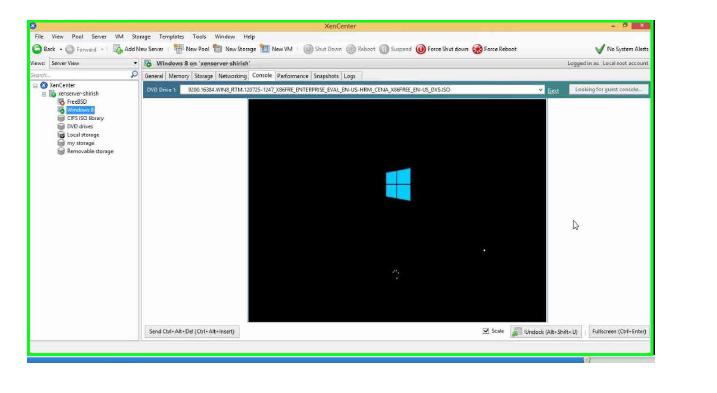 XenCenter
File View Pool Server VM Storage Templates Tools Window Help
Back Forward Add New Server New Pool New Storage New VM Shut Down Reboot Suspend Force Shut down Force Reboot No System Alerts
Views: Server View Windows 8 on 'xenserver-shirish' Logged in as: Local root account
Search... General Memory Storage Networking Console Performance Snapshots Logs
XenCenter
xenserver-shirish
FreeBSD
Windows 8
CIFS ISO library
DVD drives
Local storage
my storage
Removable storage
DVD Drive 1: 9200.16384.WIN8_RTM.120725-1247_X86FRE_ENTERPRISE_EVAL_EN-US-HRM_CENA_X86FREE_EN-US_DV5.ISO Eject Looking for guest console...
Send Ctrl+Alt+Del (Ctrl+Alt+Insert) Scale Undock (Alt+Shift+U) Fullscreen (Ctrl+Enter)